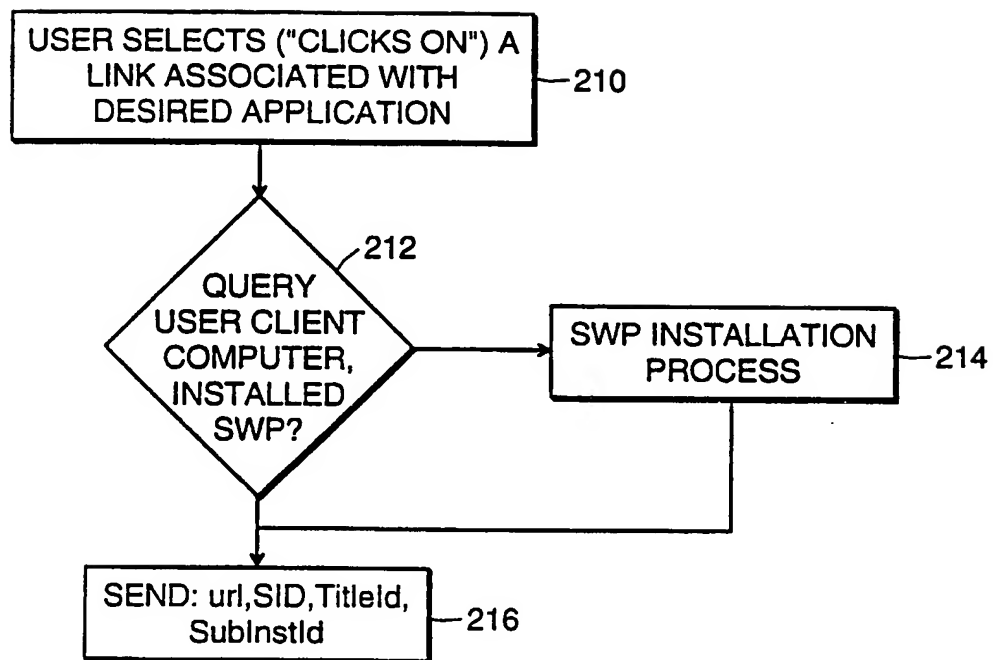 USER SELECTS ("CLICKS ON") A
LINK ASSOCIATED WITH
DESIRED APPLICATION
210
212
QUERY
USER CLIENT
COMPUTER,
INSTALLED
SWP?
SWP INSTALLATION
PROCESS
214
SEND: url,SID,TitleId,
SubInstId
216